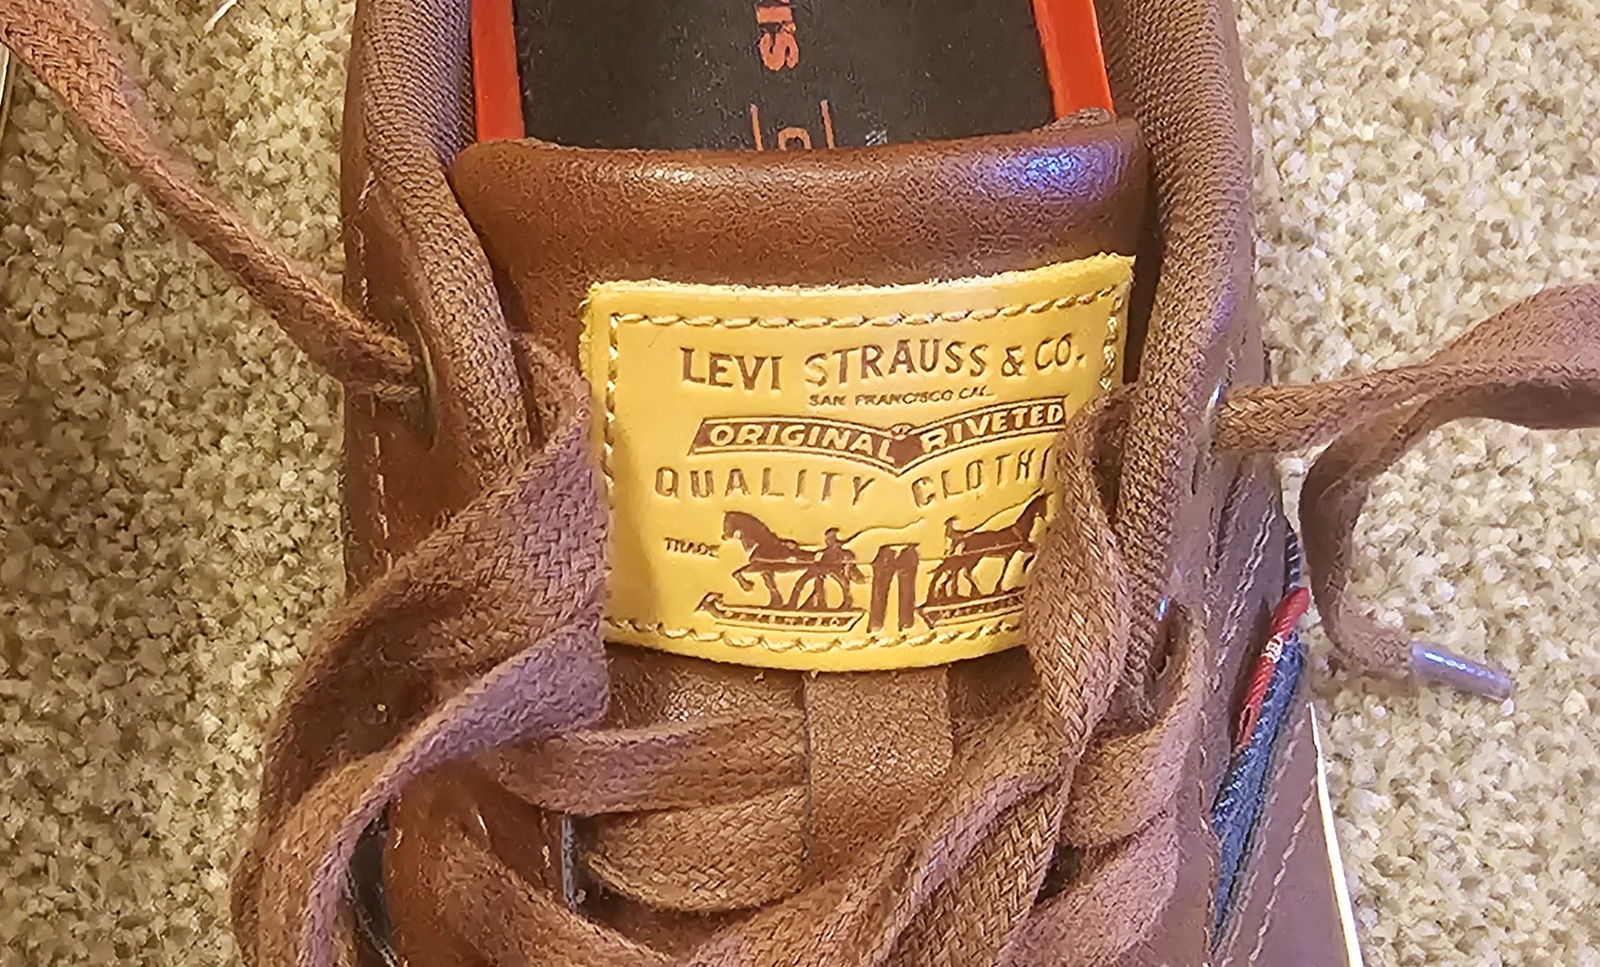 LEVI STRAUSS & CO.
SAN FRANCISCO CAL.
ORIGINAL RIVETED
QUALITY CLOTHI
TRADE